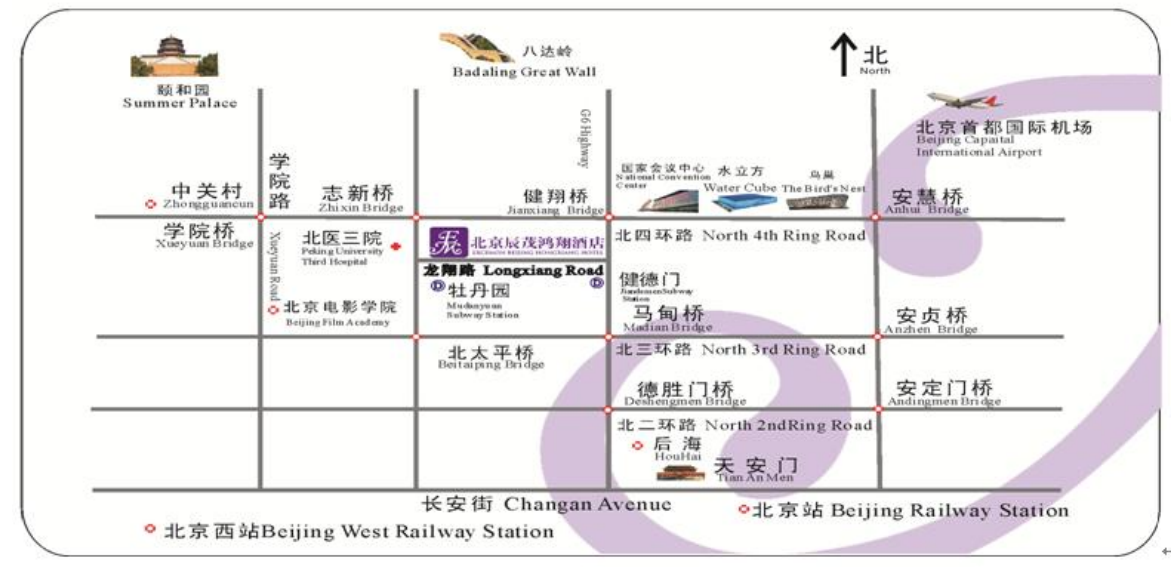 八达岭
Badaling Great Wall
北
North
颐和园
Summer Palace
G6 Highway
北京首都国际机场
Beijing Capaital
International Airport
学院路
国家会议中心
National Convention
Center
水立方
Water Cube
鸟巢
The Bird's Nest
中关村
Zhongguancun
志新桥
Zhixin Bridge
健翔桥
Jianxiang Bridge
安慧桥
Anhui Bridge
学院桥
Xueyuan Bridge
Xueyuan Road
北医三院
Peking University
Third Hospital
北京辰茂鸿翔酒店
北四环路 North 4th Ring Road
龙翔路 Longxiang Road
牡丹园
Mudanyuan
Subway Station
健德门
JiandemenSubway
Station
北京电影学院
Beijing Film Academy
马甸桥
Madian Bridge
安贞桥
Anzhen Bridge
北太平桥
Beitaiping Bridge
北三环路 North 3rd Ring Road
德胜门桥
Deshengmen Bridge
安定门桥
Andingmen Bridge
北二环路 North 2ndRing Road
后海
HouHai
天安门
Tian An Men
长安街 Changan Avenue
北京站 Beijing Railway Station
北京西站Beijing West Railway Station